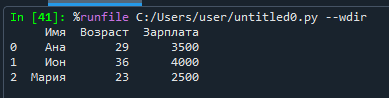 In [41]: %runfile C:/Users/user/untitled0.py --wdir
Имя Возраст Зарплата
0 Ана 29 3500
1 Ион 36 4000
2 Мария 23 2500